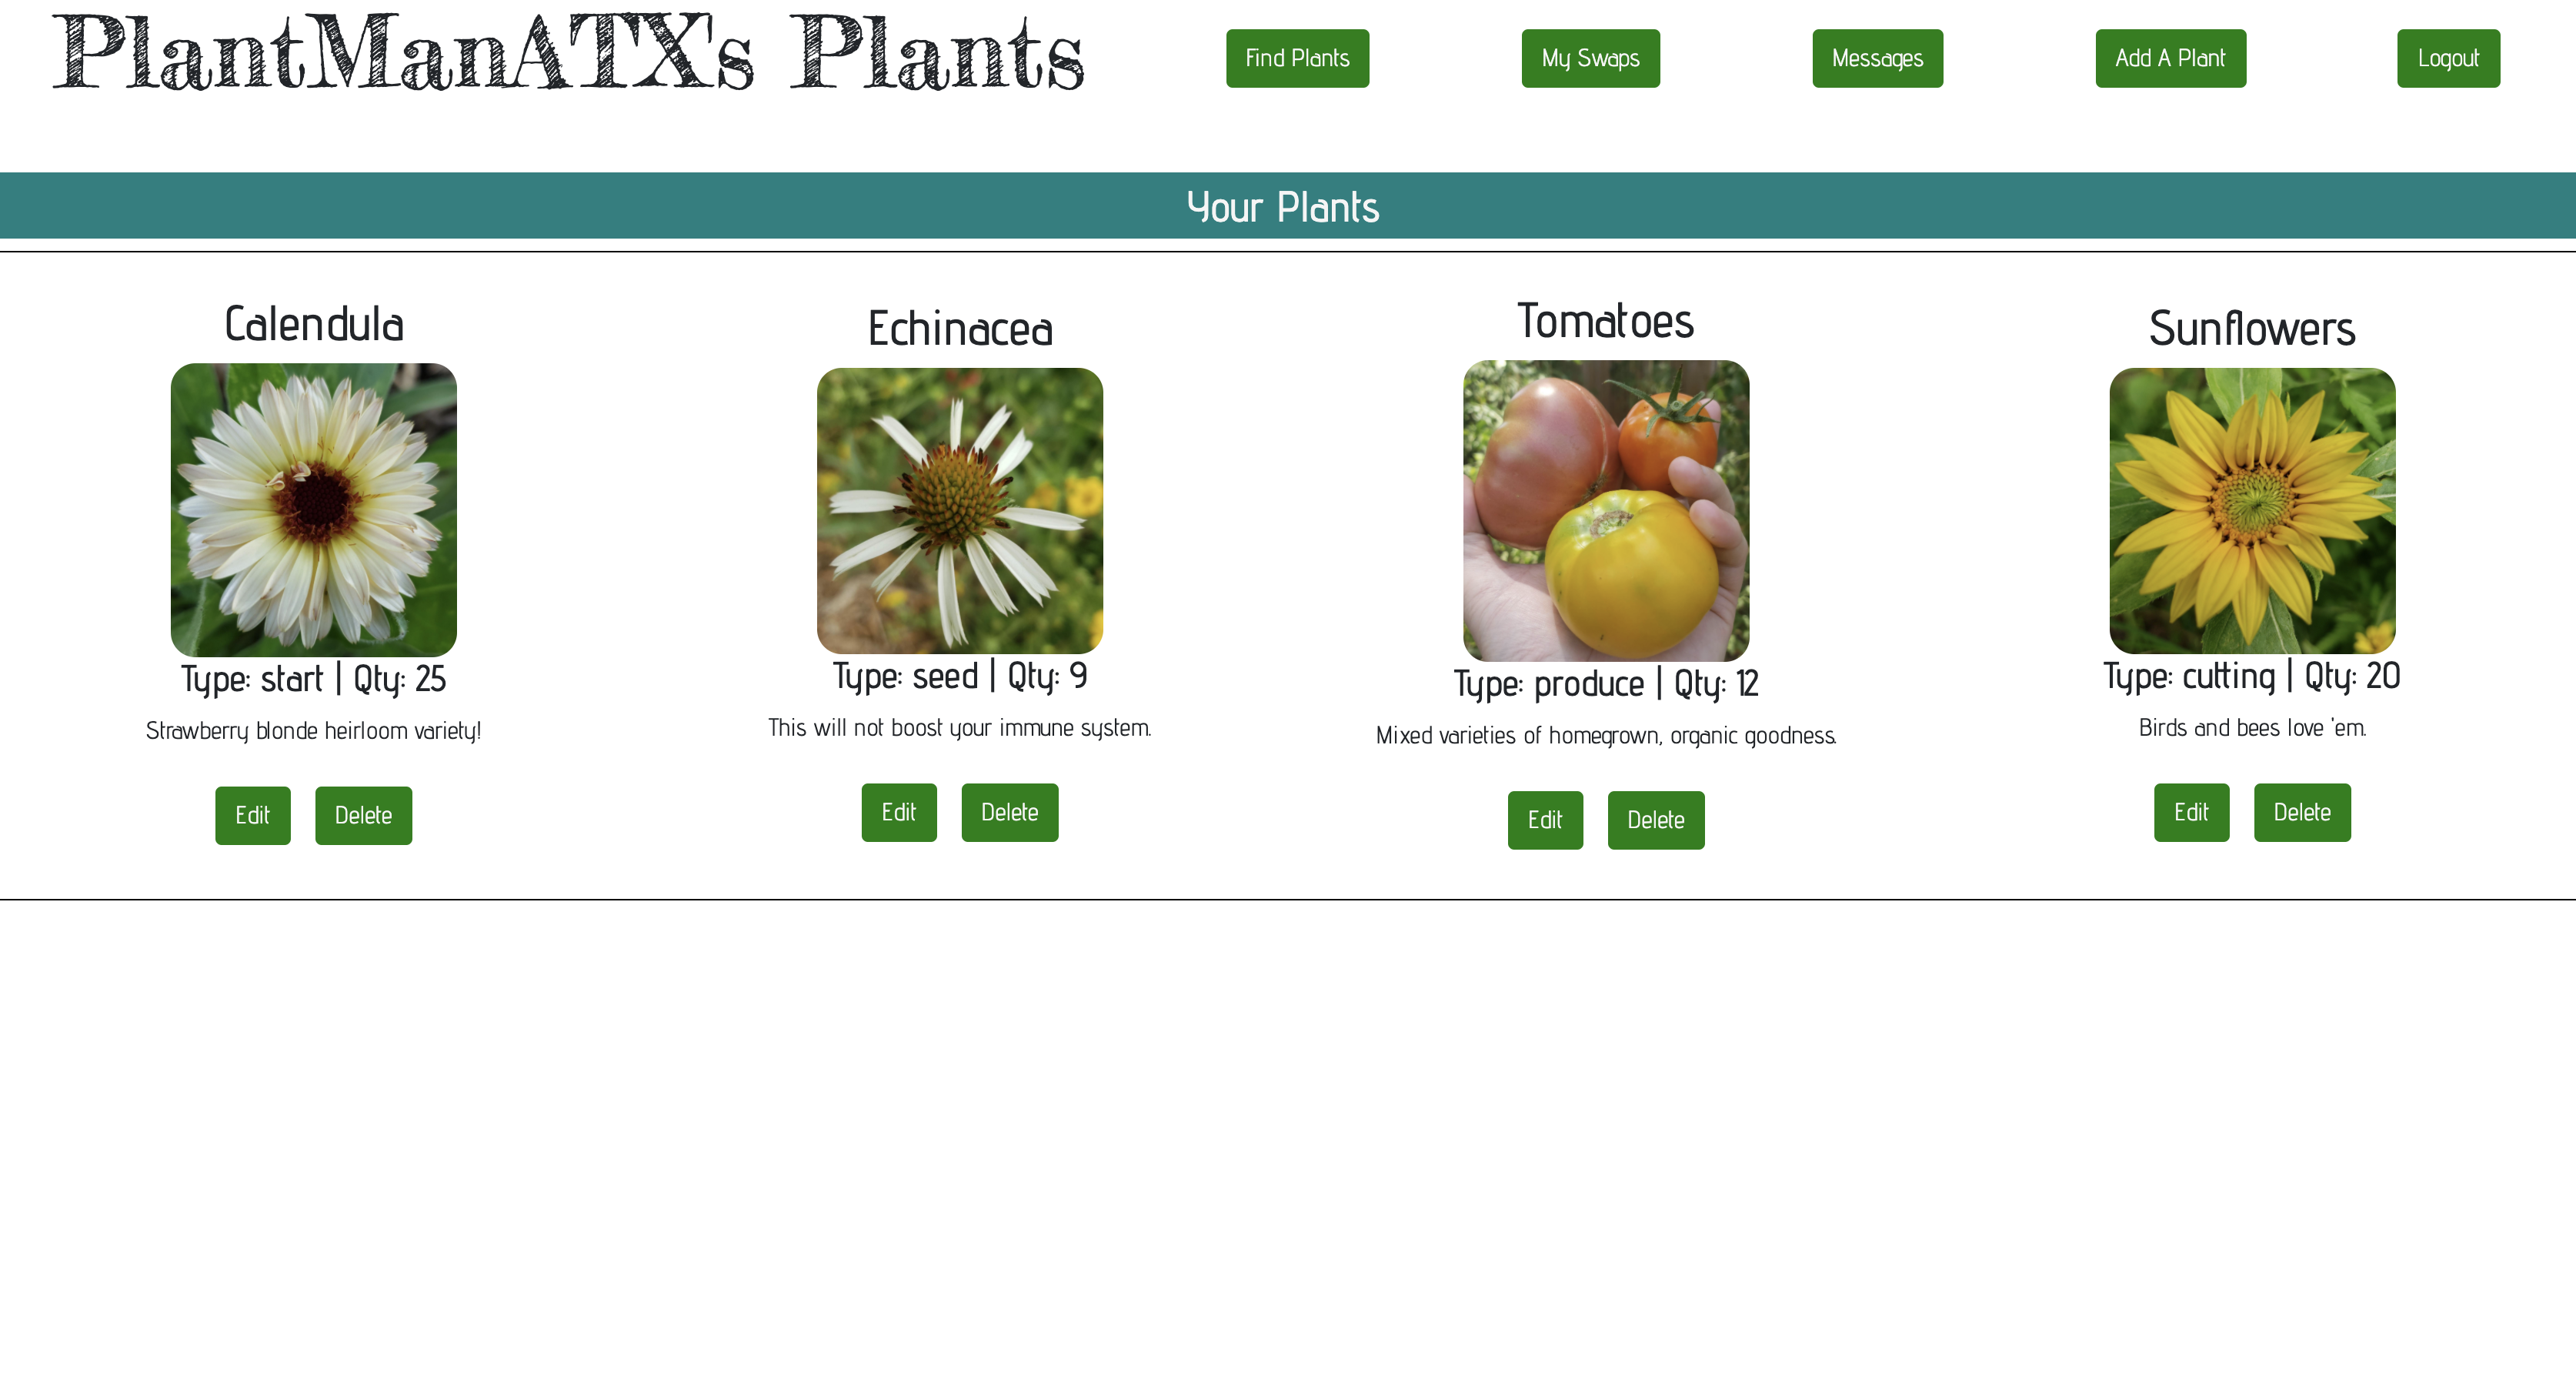 PlantManATX's Plants
Find Plants
My Swaps
Messages
Add A Plant
Logout
Your Plants
Calendula
Type: start | Qty: 25
Strawberry blonde heirloom variety!
Edit
Delete
Echinacea
Type: seed | Qty: 9
This will not boost your immune system.
Edit
Delete
Tomatoes
Type: produce | Qty: 12
Mixed varieties of homegrown, organic goodness.
Edit
Delete
Sunflowers
Type: cutting | Qty: 20
Birds and bees love 'em.
Edit
Delete